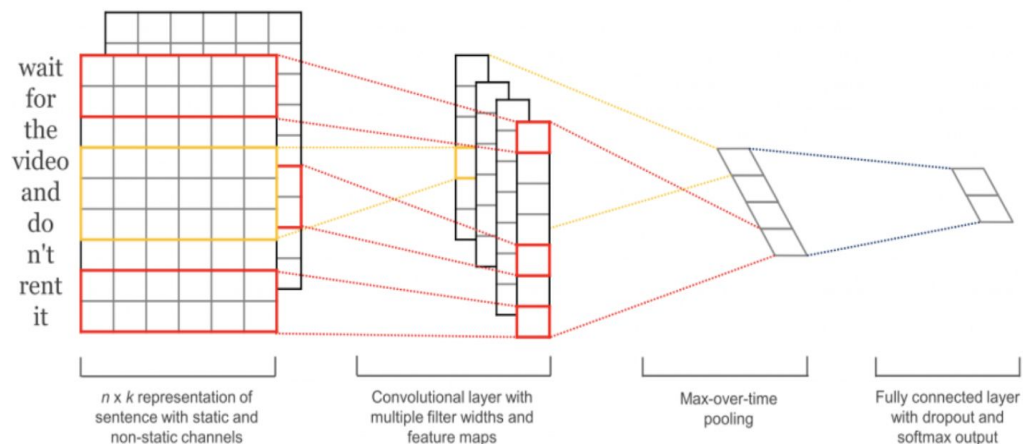 wait
for
the
video
and
do
n't
rent
it
n x k representation of
sentence with static and
non-static channels
Convolutional layer with
multiple filter widths and
feature maps
Max-over-time
pooling
Fully connected layer
with dropout and
softmax output